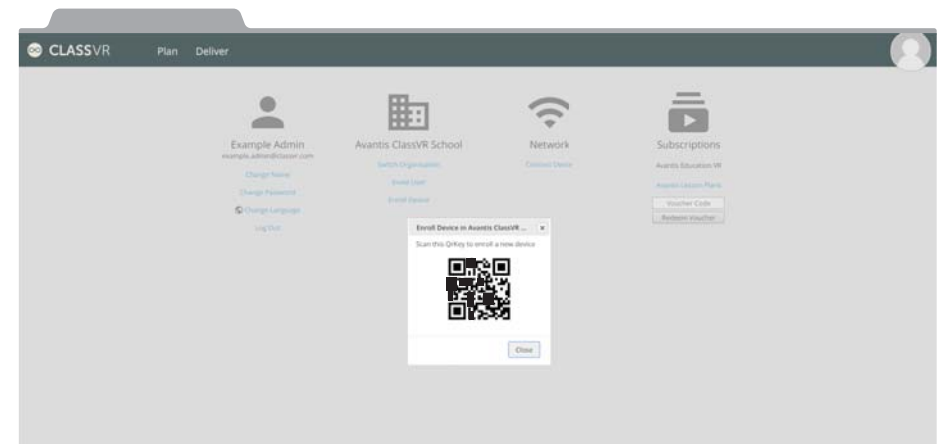 CLASSVR Plan Deliver
Example Admin
example.admin@classvr.com
Change Name
Change Password
Change Language
Log Out
Avantis ClassVR School
Switch Organisation
Enrol User
Enrol Device
Network
Connect Device
Subscriptions
Avantis Education VR
Avantis Lesson Plans
Voucher Code
Redeem Voucher
Enroll Device in Avantis ClassVR ... x
Scan this QrKey to enroll a new device
Close